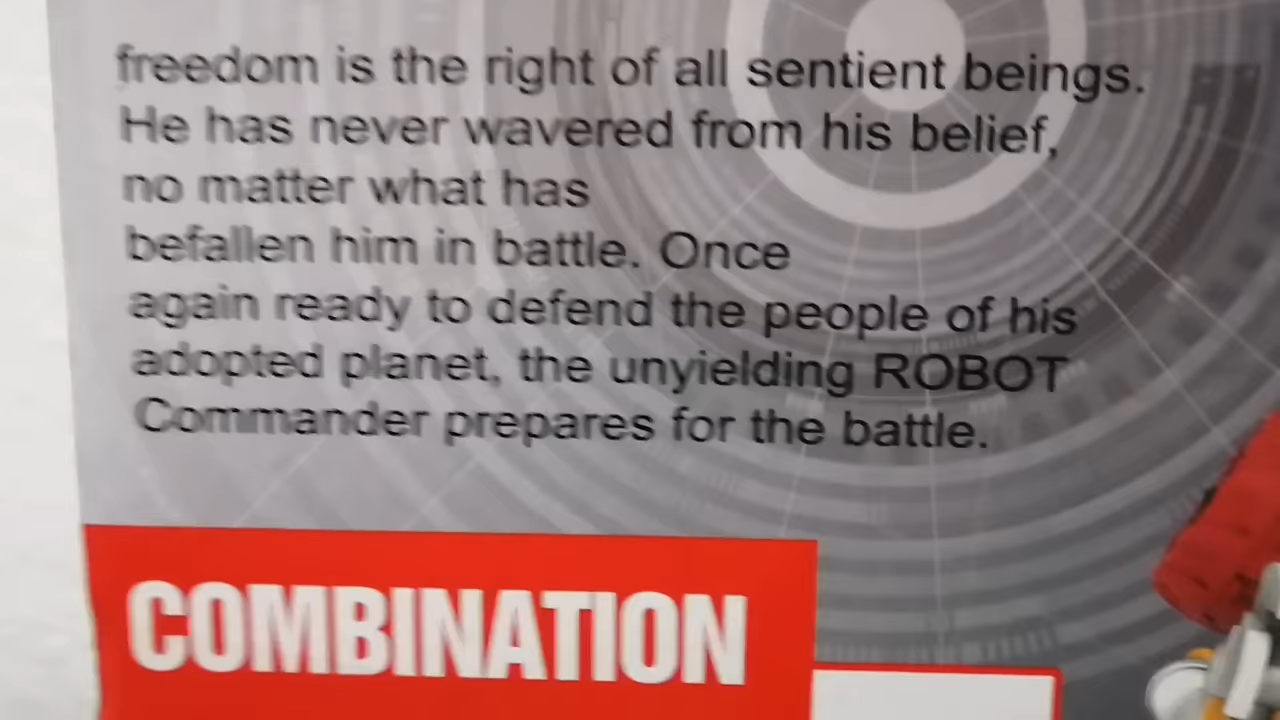 freedom is the right of all sentient beings.
He has never wavered from his belief,
no matter what has
befallen him in battle. Once
again ready to defend the people of his
adopted planet, the unyielding ROBOT
Commander prepares for the battle.
COMBINATION